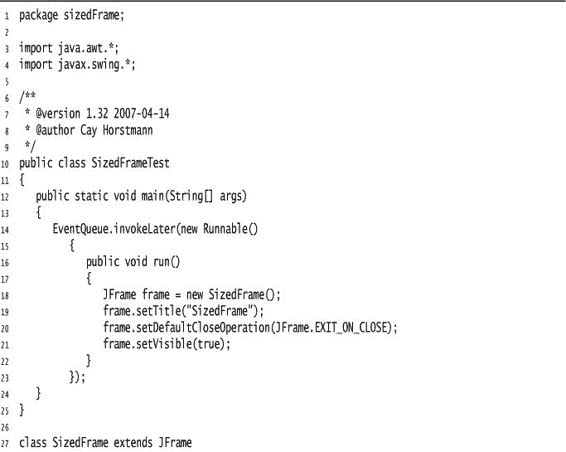 1 package sizedFrame;
2
3 import java.awt.*;
4 import javax.swing.*;
5
6 /**
7  * @version 1.32 2007-04-14
8  * @author Cay Horstmann
9  */
10 public class SizedFrameTest
11 {
12    public static void main(String[] args)
13    {
14       EventQueue.invokeLater(new Runnable()
15          {
16             public void run()
17             {
18                JFrame frame = new SizedFrame();
19                frame.setTitle("SizedFrame");
20                frame.setDefaultCloseOperation(JFrame.EXIT_ON_CLOSE);
21                frame.setVisible(true);
22             }
23          });
24    }
25 }
26
27 class SizedFrame extends JFrame